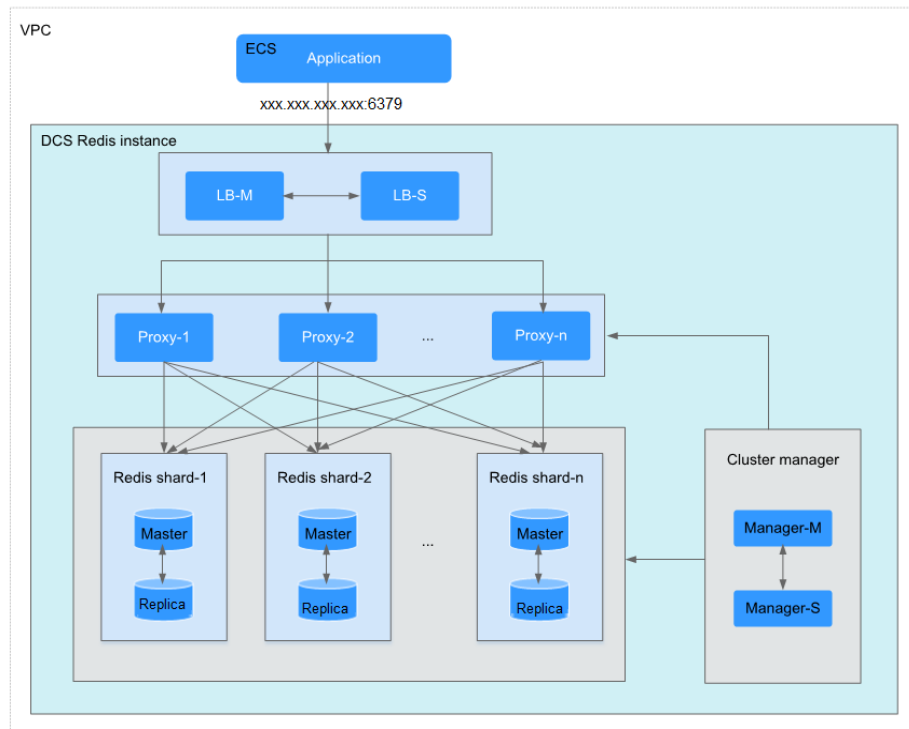 VPC
ECS
Application
xxx.xxx.xxx.xxx:6379
DCS Redis instance
LB-M
LB-S
Proxy-1
Proxy-2
...
Proxy-n
Redis shard-1
Redis shard-2
Redis shard-n
Cluster manager
Master
Master
...
Master
Manager-M
Replica
Replica
Replica
Manager-S